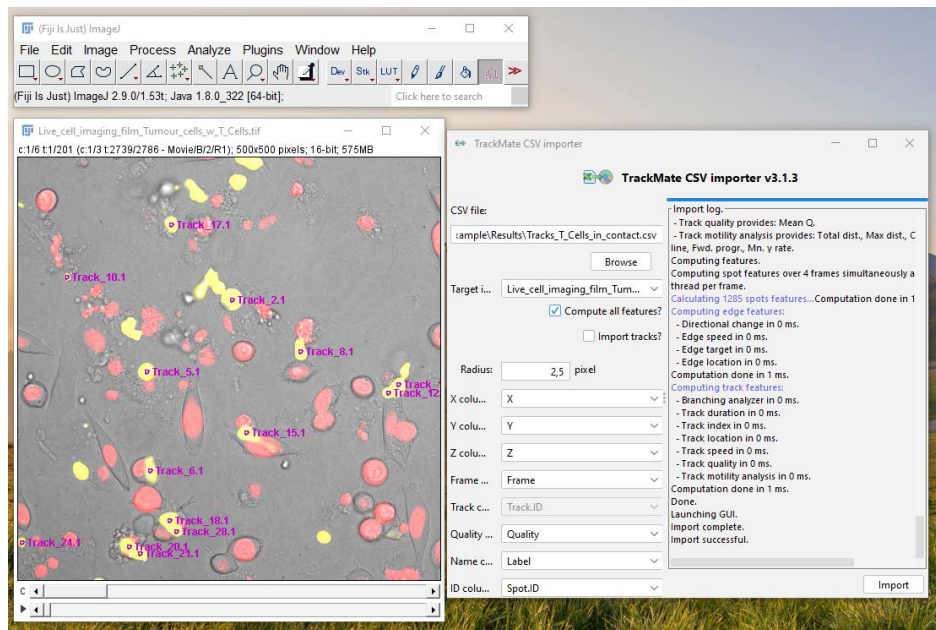 (Fiji Is Just) ImageJ
File Edit Image Process Analyze Plugins Window Help
Dev Stk LUT
(Fiji Is Just) ImageJ 2.9.0/1.53t; Java 1.8.0_322 [64-bit];
Click here to search
Live_cell_imaging_film_Tumour_cells_w_T_Cells.tif
c:1/6 t:1/201 (c:1/3 t:2739/2786 - Movie/B/2/R1); 500x500 pixels; 16-bit; 575MB
Track_17.1
Track_10.1
Track_2.1
Track_8.1
Track_5.1
Track_12.
Track_15.1
Track_6.1
Track_18.1
Track_28.1
Track_24.1
Track_20.1
Track_21.1
C
TrackMate CSV importer
TrackMate CSV importer v3.1.3
CSV file:
:ample\Results\Tracks_T_Cells_in_contact.csv
Browse
Target i... Live_cell_imaging_film_Tum...
Compute all features?
Import tracks?
Radius: 2,5 pixel
X colu... X
Y colu... Y
Z colu... Z
Frame ... Frame
Track c... Track.ID
Quality ... Quality
Name c... Label
ID colu... Spot.ID
Import log.
- Track quality provides: Mean Q.
- Track motility analysis provides: Total dist., Max dist., C
line, Fwd. progr., Mn. y rate.
Computing features.
Computing spot features over 4 frames simultaneously a
thread per frame.
Calculating 1285 spots features...Computation done in 1
Computing edge features:
- Directional change in 0 ms.
- Edge speed in 0 ms.
- Edge target in 0 ms.
- Edge location in 0 ms.
Computation done in 1 ms.
Computing track features:
- Branching analyzer in 0 ms.
- Track duration in 0 ms.
- Track index in 0 ms.
- Track location in 0 ms.
- Track speed in 0 ms.
- Track quality in 0 ms.
- Track motility analysis in 0 ms.
Computation done in 1 ms.
Done.
Launching GUI.
Import complete.
Import successful.
Import